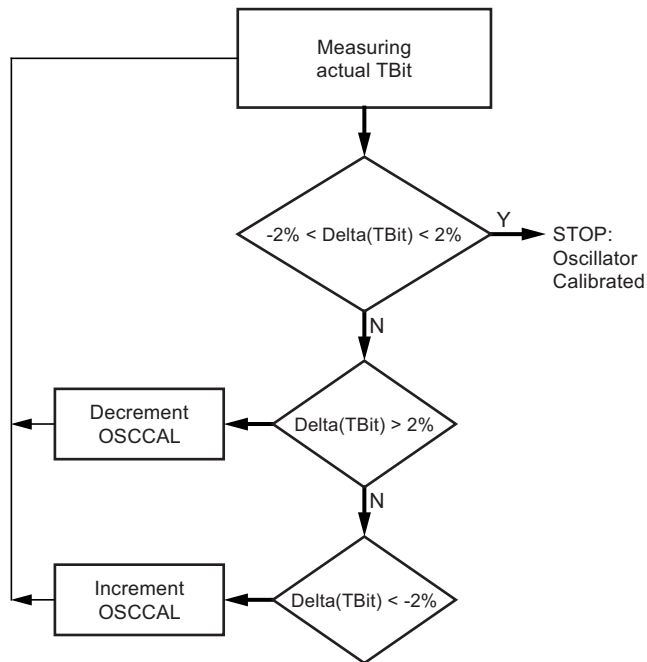 Measuring
actual TBit
-2% < Delta(TBit) < 2%
Y
STOP:
Oscillator
Calibrated
N
Decrement
OSCCAL
Delta(TBit) > 2%
N
Increment
OSCCAL
Delta(TBit) < -2%